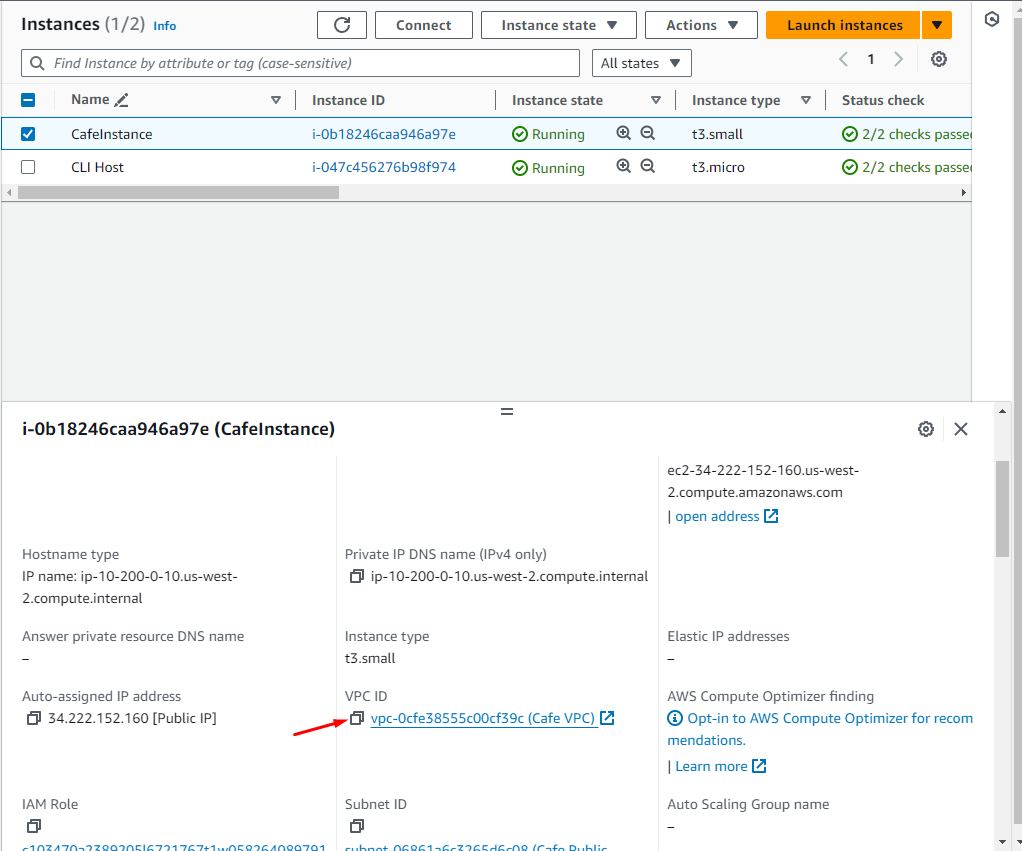 Instances (1/2) Info
Connect
Instance state
Actions
Launch instances
Find Instance by attribute or tag (case-sensitive)
All states
1
Name
Instance ID
Instance state
Instance type
Status check
CafeInstance
i-0b18246caa946a97e
Running
t3.small
2/2 checks passed
CLI Host
i-047c456276b98f974
Running
t3.micro
2/2 checks passed
i-0b18246caa946a97e (CafeInstance)
ec2-34-222-152-160.us-west-
2.compute.amazonaws.com
| open address
Hostname type
IP name: ip-10-200-0-10.us-west-
2.compute.internal
Private IP DNS name (IPv4 only)
ip-10-200-0-10.us-west-2.compute.internal
Answer private resource DNS name
–
Instance type
t3.small
Elastic IP addresses
–
Auto-assigned IP address
34.222.152.160 [Public IP]
VPC ID
vpc-0cfe38555c00cf39c (Cafe VPC)
AWS Compute Optimizer finding
Opt-in to AWS Compute Optimizer for recom
mendations.
| Learn more
IAM Role
Subnet ID
subnet-06861a6c3265d6c08 (Cafe Public
Auto Scaling Group name
–